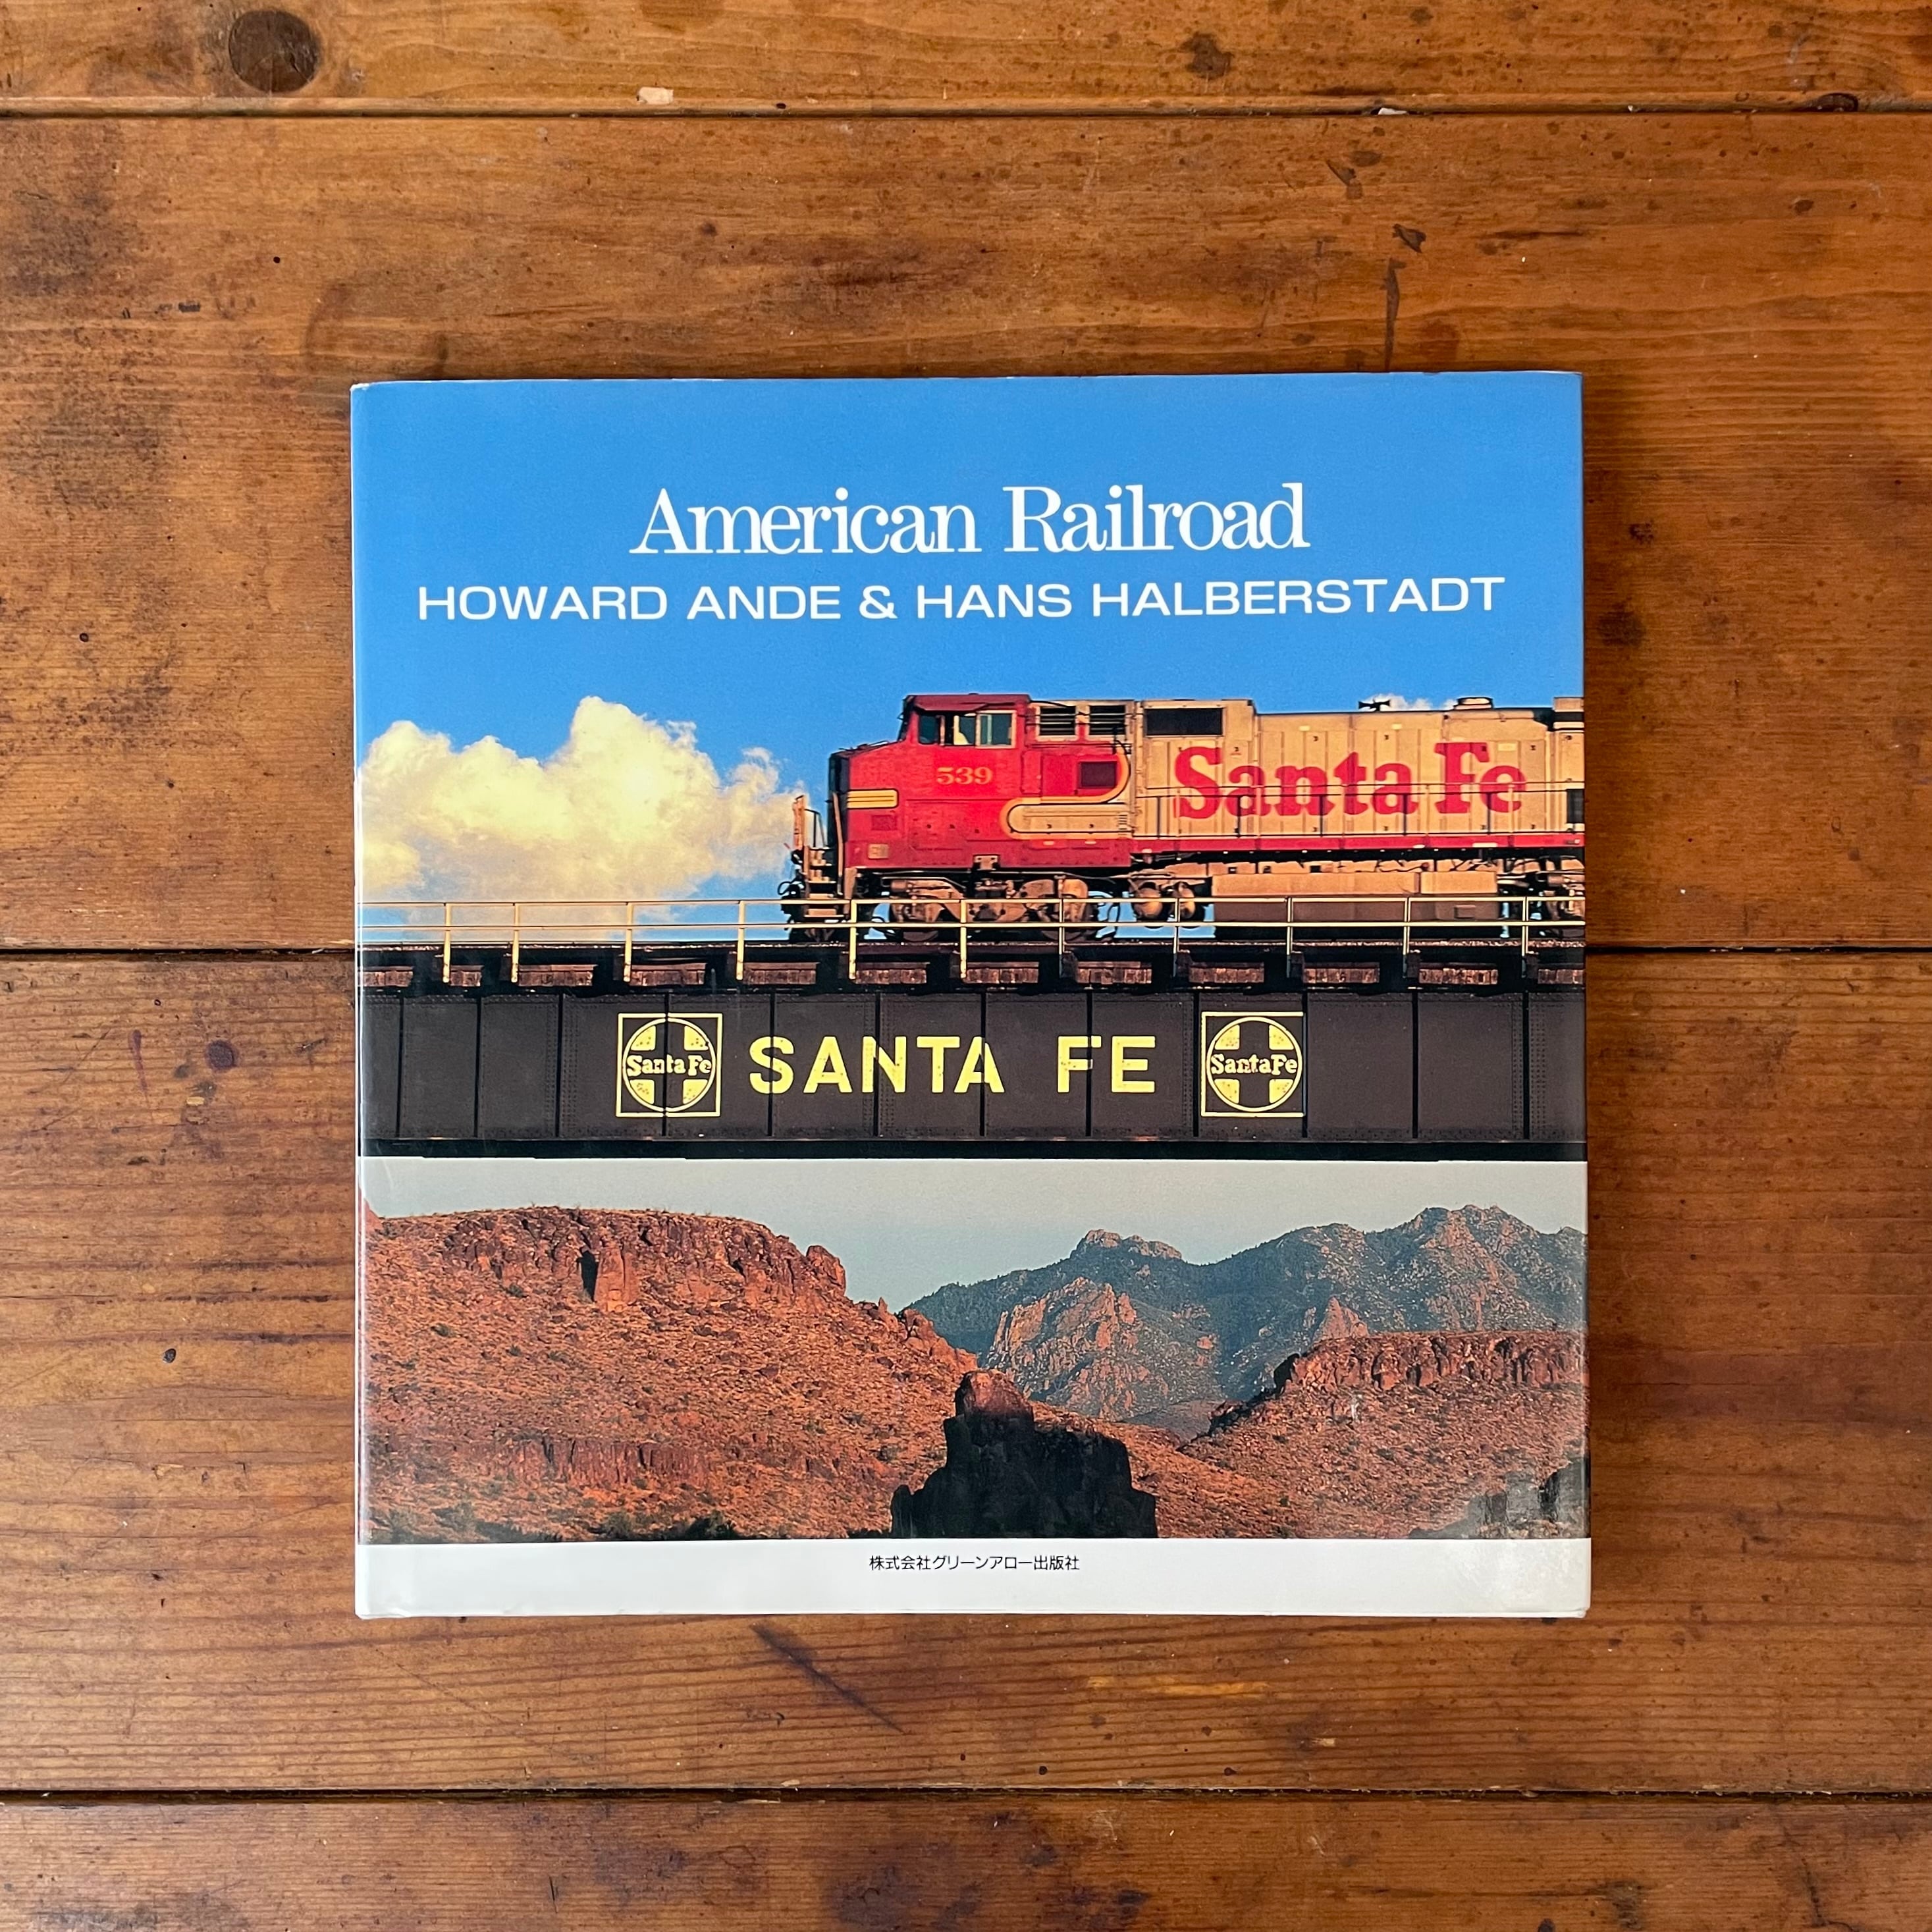 American Railroad
HOWARD ANDE & HANS HALBERSTADT
539
Santa Fe
Santa Fe
SANTA FE
Santa Fe
株式会社グリーンアロー出版社